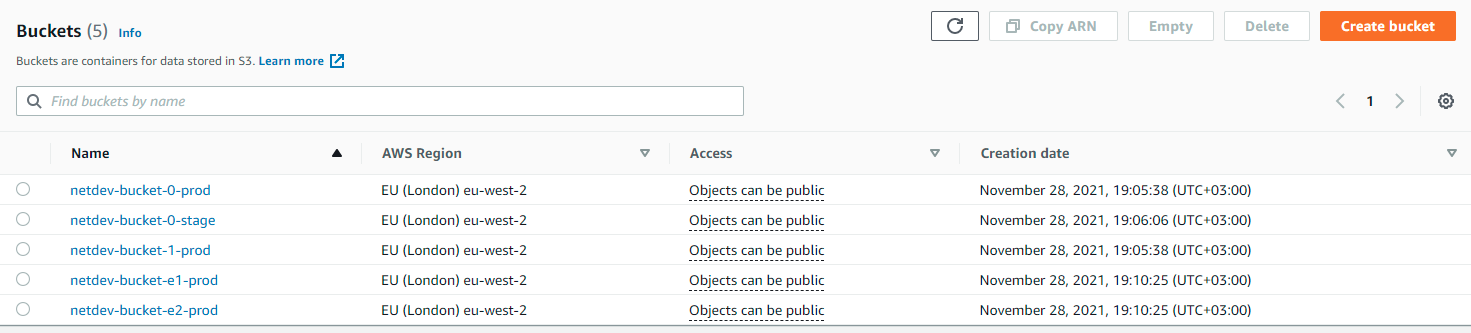 Buckets (5) Info
Copy ARN Empty Delete Create bucket
Buckets are containers for data stored in S3. Learn more
Find buckets by name
1
Name AWS Region Access Creation date
netdev-bucket-0-prod EU (London) eu-west-2 Objects can be public November 28, 2021, 19:05:38 (UTC+03:00)
netdev-bucket-0-stage EU (London) eu-west-2 Objects can be public November 28, 2021, 19:06:06 (UTC+03:00)
netdev-bucket-1-prod EU (London) eu-west-2 Objects can be public November 28, 2021, 19:05:38 (UTC+03:00)
netdev-bucket-e1-prod EU (London) eu-west-2 Objects can be public November 28, 2021, 19:10:25 (UTC+03:00)
netdev-bucket-e2-prod EU (London) eu-west-2 Objects can be public November 28, 2021, 19:10:25 (UTC+03:00)